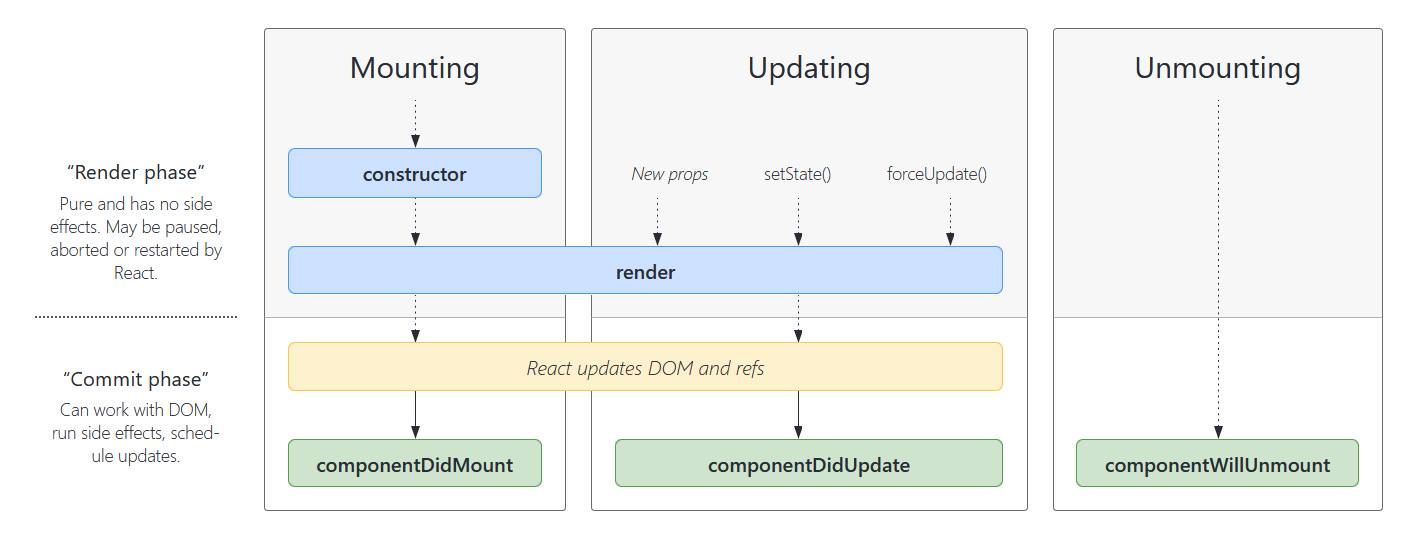 Mounting
Updating
Unmounting
“Render phase”
Pure and has no side
effects. May be paused,
aborted or restarted by
React.
constructor
New props
setState()
forceUpdate()
render
“Commit phase”
Can work with DOM,
run side effects, sched-
ule updates.
React updates DOM and refs
componentDidMount
componentDidUpdate
componentWillUnmount